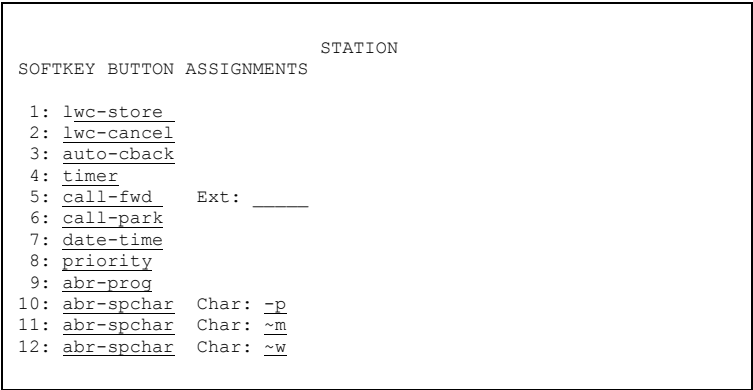 STATION
SOFTKEY BUTTON ASSIGNMENTS
1: lwc-store
2: lwc-cancel
3: auto-cback
4: timer
5: call-fwd Ext: _____
6: call-park
7: date-time
8: priority
9: abr-prog
10: abr-spchar Char: -p
11: abr-spchar Char: ~m
12: abr-spchar Char: ~w